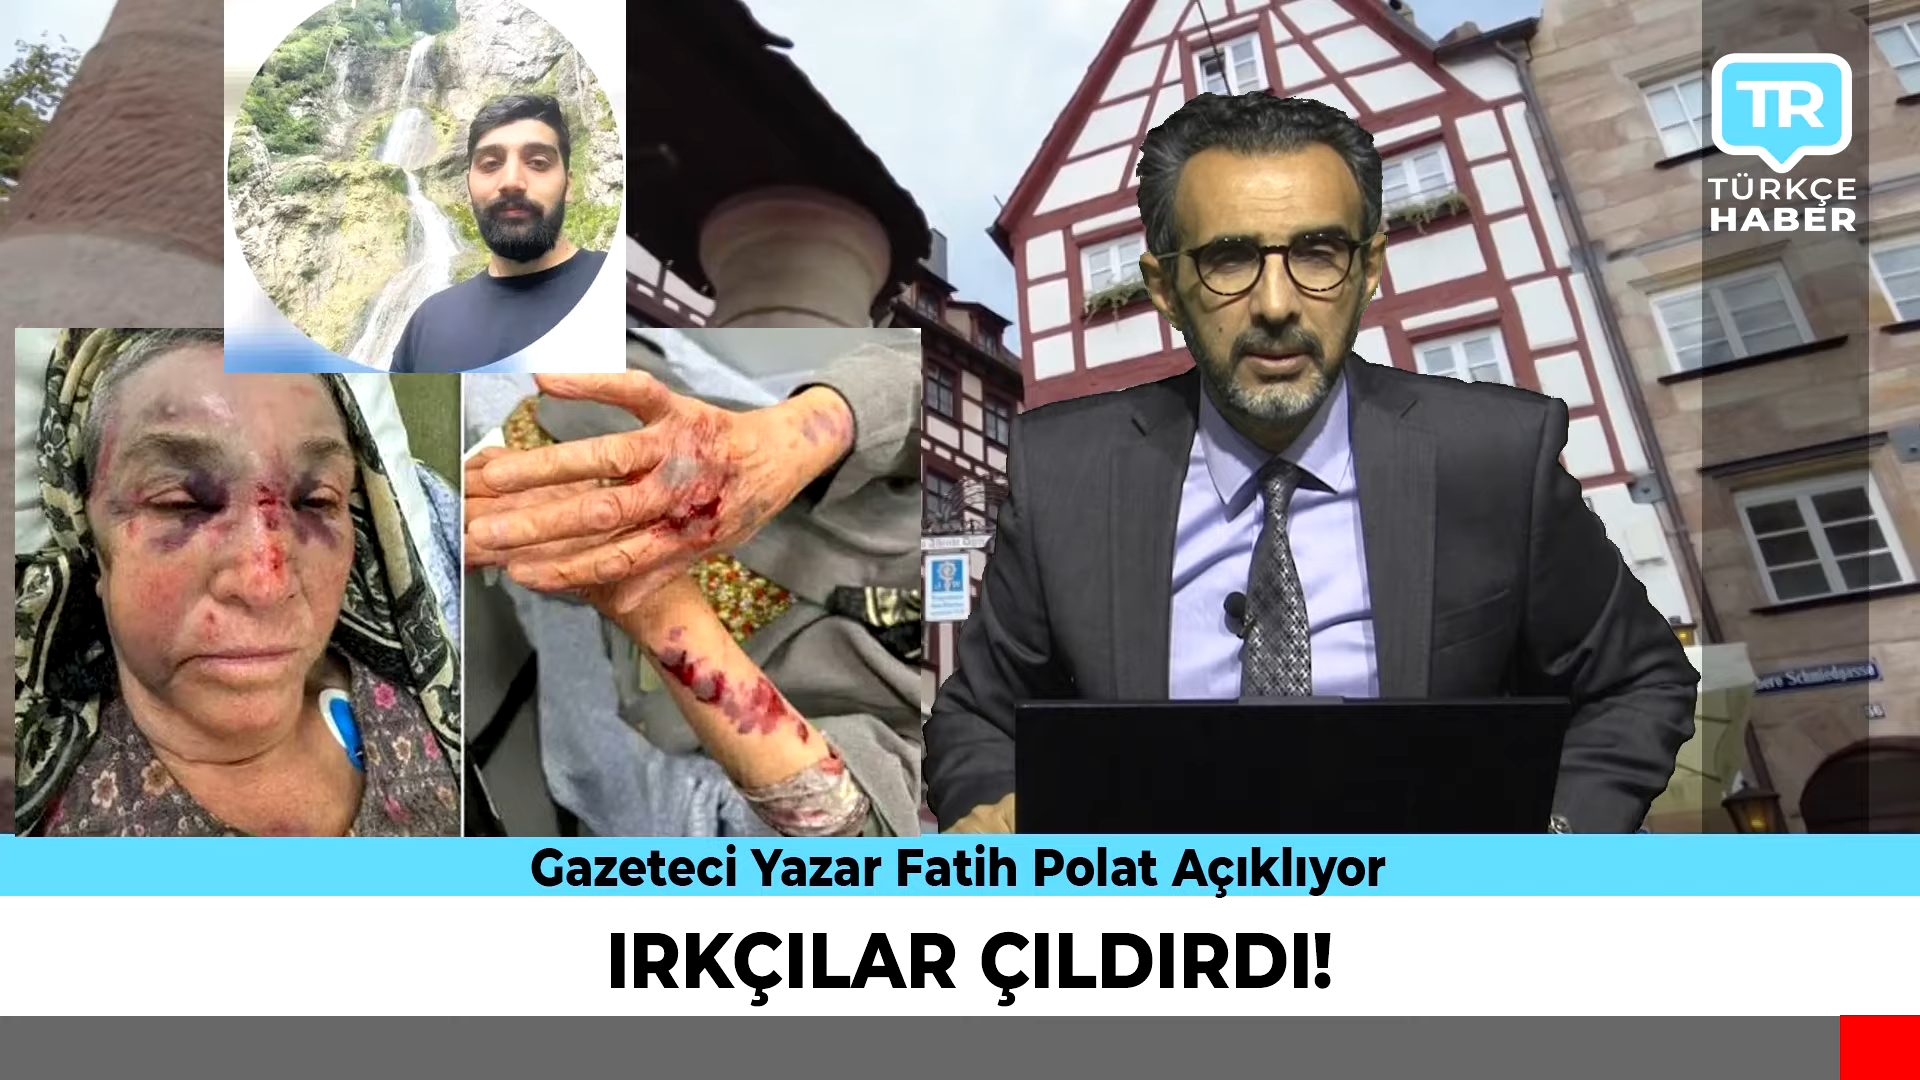 TR
TÜRKÇE
HABER
Gazeteci Yazar Fatih Polat Açıklıyor
IRKÇILAR ÇILDIRDI!